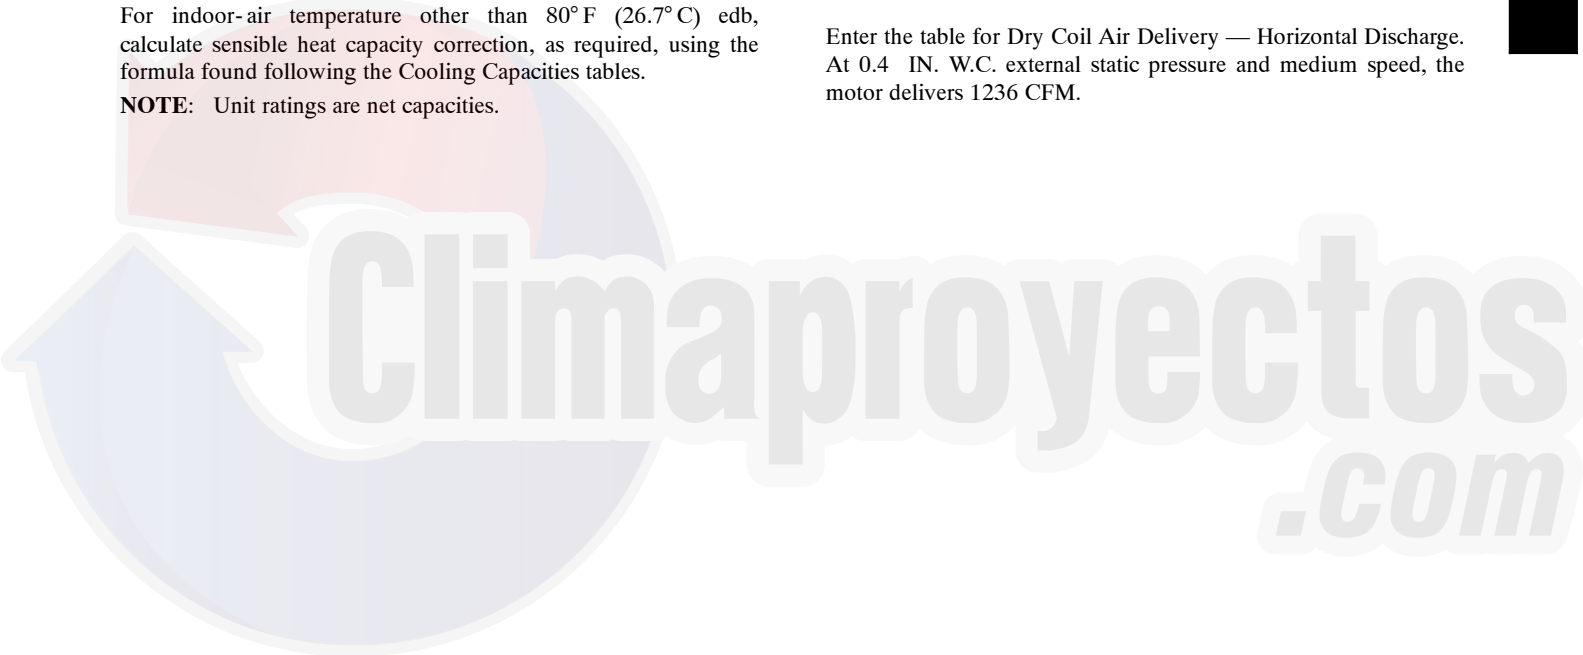 For indoor-air temperature other than 80°F (26.7°C) edb,
calculate sensible heat capacity correction, as required, using the
formula found following the Cooling Capacities tables.
NOTE: Unit ratings are net capacities.
Enter the table for Dry Coil Air Delivery — Horizontal Discharge.
At 0.4 IN. W.C. external static pressure and medium speed, the
motor delivers 1236 CFM.
Climaproyectos
.com